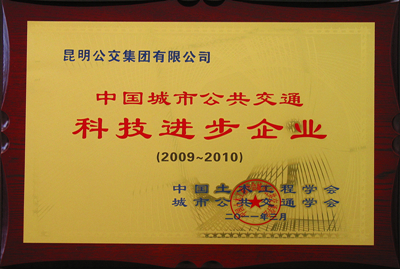 昆明公交集团有限公司
中国城市公共交通
科技进步企业
(2009~2010)
中国土木工程学会
城市公共交通学会
二〇一一年三月